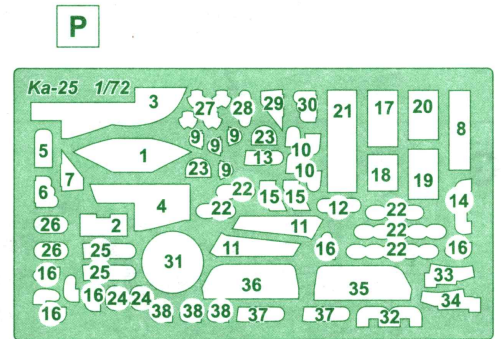 P
Ka-25 1/72
3 27 28 29 30 21 17 20 8
5 7 1 9 9 9 23 13 10
6 4 23 9 10 18 19
22 22 15 15 12 22 14
26 2 11 22
26 25 31 11 16 22 16
16 25 36 35 33
16 16 24 24 38 38 38 37 37 32 34